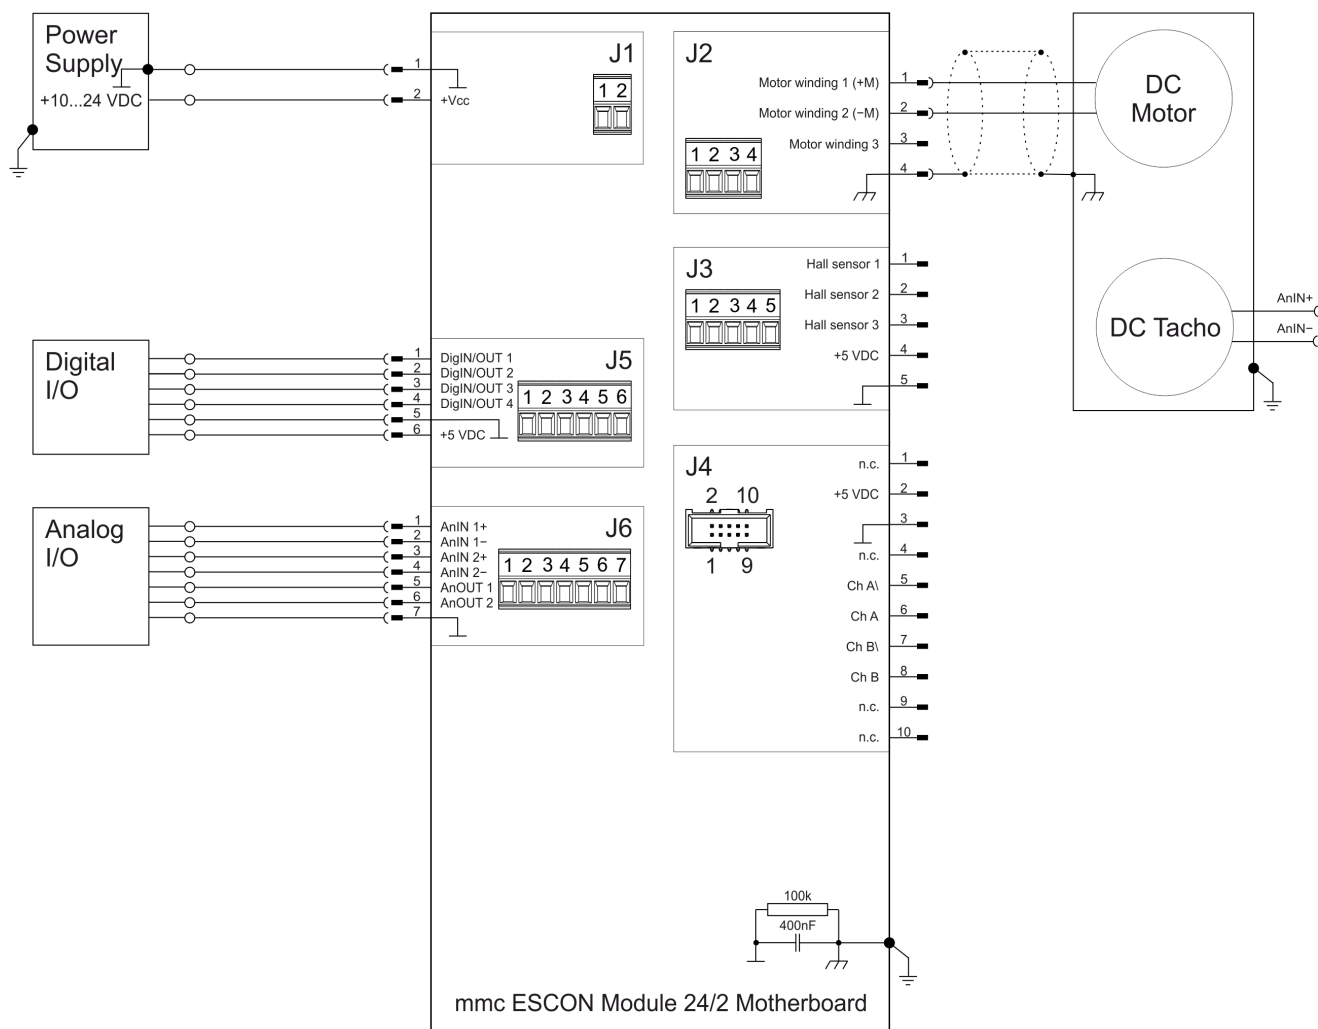 Power
Supply
+10...24 VDC
1
2
+Vcc
J1
1 2
J2
Motor winding 1 (+M)
1
Motor winding 2 (−M)
2
Motor winding 3
3
4
1 2 3 4
DC
Motor
J3
Hall sensor 1
1
Hall sensor 2
2
Hall sensor 3
3
+5 VDC
4
5
1 2 3 4 5
DC Tacho
AnIN+
AnIN−
Digital
I/O
1
DigIN/OUT 1
2
DigIN/OUT 2
3
DigIN/OUT 3
4
DigIN/OUT 4
5
6
+5 VDC
J5
1 2 3 4 5 6
J4
2 10
1 9
n.c.
1
+5 VDC
2
3
n.c.
4
Ch A\
5
Ch A
6
Ch B\
7
Ch B
8
n.c.
9
n.c.
10
Analog
I/O
1
AnIN 1+
2
AnIN 1−
3
AnIN 2+
4
AnIN 2−
5
AnOUT 1
6
AnOUT 2
7
J6
1 2 3 4 5 6 7
100k
400nF
mmc ESCON Module 24/2 Motherboard